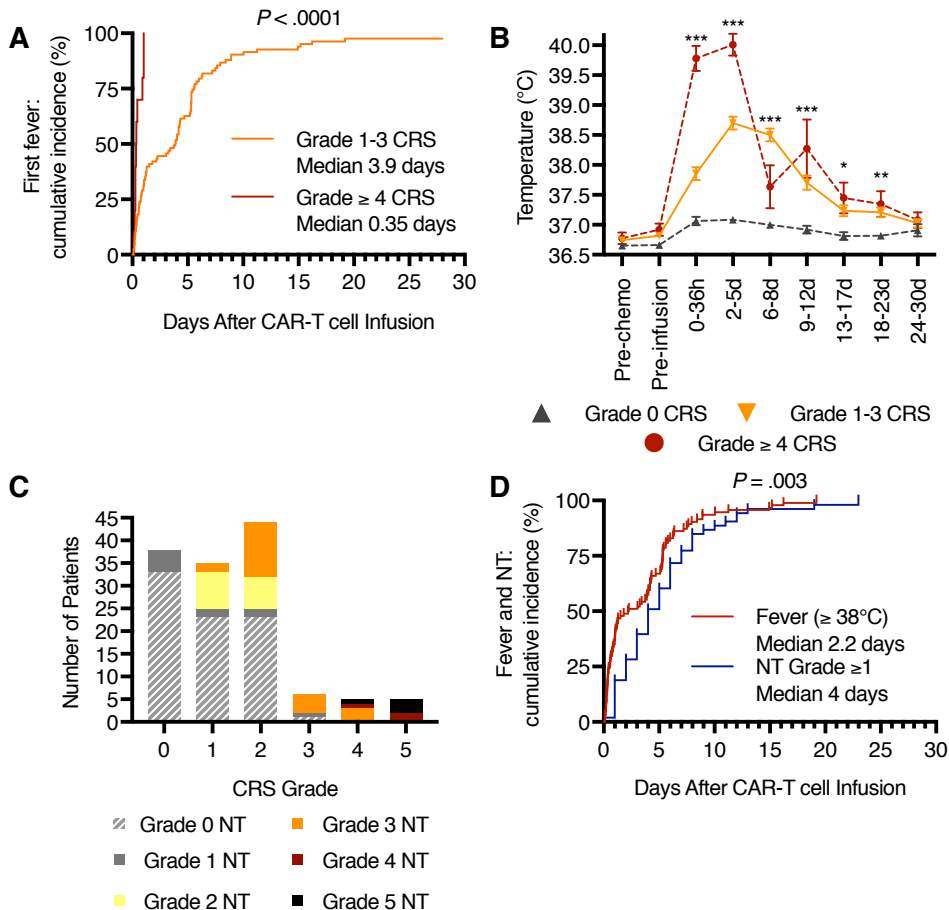 A
P < .0001
First fever:
cumulative incidence (%)
100
75
50
25
0
Grade 1-3 CRS
Median 3.9 days
Grade ≥ 4 CRS
Median 0.35 days
0 5 10 15 20 25 30
Days After CAR-T cell Infusion
B
Temperature (°C)
40.0
39.5
39.0
38.5
38.0
37.5
37.0
36.5
*** *** *** *** * **
Pre-chemo
Pre-infusion
0-36h
2-5d
6-8d
9-12d
13-17d
18-23d
24-30d
Grade 0 CRS
Grade 1-3 CRS
Grade ≥ 4 CRS
C
Number of Patients
45
40
35
30
25
20
15
10
5
0
0 1 2 3 4 5
CRS Grade
Grade 0 NT
Grade 3 NT
Grade 1 NT
Grade 4 NT
Grade 2 NT
Grade 5 NT
D
P = .003
Fever and NT:
cumulative incidence (%)
100
75
50
25
0
Fever (≥ 38°C)
Median 2.2 days
NT Grade ≥1
Median 4 days
0 5 10 15 20 25 30
Days After CAR-T cell Infusion